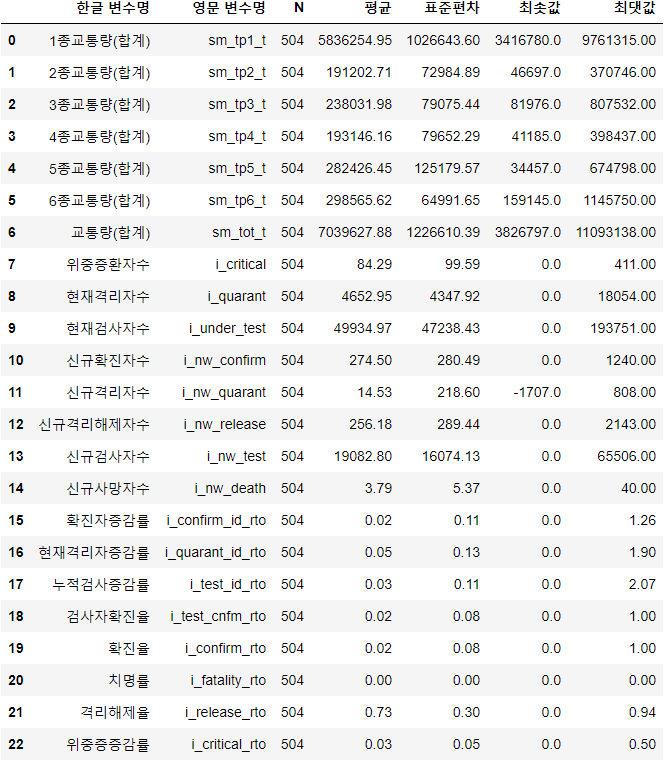 한글 변수명 영문 변수명 N 평균 표준편차 최솟값 최댓값
0 1종교통량(합계) sm_tp1_t 504 5836254.95 1026643.60 3416780.0 9761315.00
1 2종교통량(합계) sm_tp2_t 504 191202.71 72984.89 46697.0 370746.00
2 3종교통량(합계) sm_tp3_t 504 238031.98 79075.44 81976.0 807532.00
3 4종교통량(합계) sm_tp4_t 504 193146.16 79652.29 41185.0 398437.00
4 5종교통량(합계) sm_tp5_t 504 282426.45 125179.57 34457.0 674798.00
5 6종교통량(합계) sm_tp6_t 504 298565.62 64991.65 159145.0 1145750.00
6 교통량(합계) sm_tot_t 504 7039627.88 1226610.39 3826797.0 11093138.00
7 위중증환자수 i_critical 504 84.29 99.59 0.0 411.00
8 현재격리자수 i_quarant 504 4652.95 4347.92 0.0 18054.00
9 현재검사자수 i_under_test 504 49934.97 47238.43 0.0 193751.00
10 신규확진자수 i_nw_confirm 504 274.50 280.49 0.0 1240.00
11 신규격리자수 i_nw_quarant 504 14.53 218.60 -1707.0 808.00
12 신규격리해제자수 i_nw_release 504 256.18 289.44 0.0 2143.00
13 신규검사자수 i_nw_test 504 19082.80 16074.13 0.0 65506.00
14 신규사망자수 i_nw_death 504 3.79 5.37 0.0 40.00
15 확진자증감률 i_confirm_id_rto 504 0.02 0.11 0.0 1.26
16 현재격리자증감률 i_quarant_id_rto 504 0.05 0.13 0.0 1.90
17 누적검사증감률 i_test_id_rto 504 0.03 0.11 0.0 2.07
18 검사자확진율 i_test_cnfm_rto 504 0.02 0.08 0.0 1.00
19 확진율 i_confirm_rto 504 0.02 0.08 0.0 1.00
20 치명률 i_fatality_rto 504 0.00 0.00 0.0 0.00
21 격리해제율 i_release_rto 504 0.73 0.30 0.0 0.94
22 위중증증감률 i_critical_rto 504 0.03 0.05 0.0 0.50